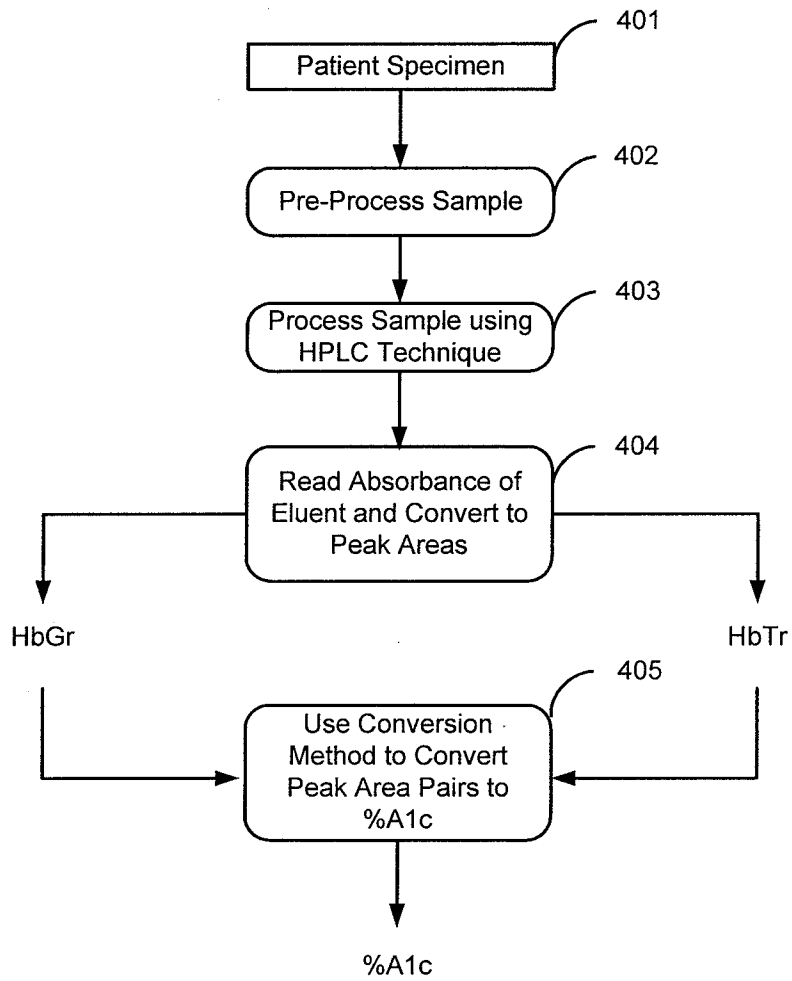 401
Patient Specimen
402
Pre-Process Sample
403
Process Sample using
HPLC Technique
404
Read Absorbance of
Eluent and Convert to
Peak Areas
HbGr
HbTr
405
Use Conversion
Method to Convert
Peak Area Pairs to
%A1c
%A1c